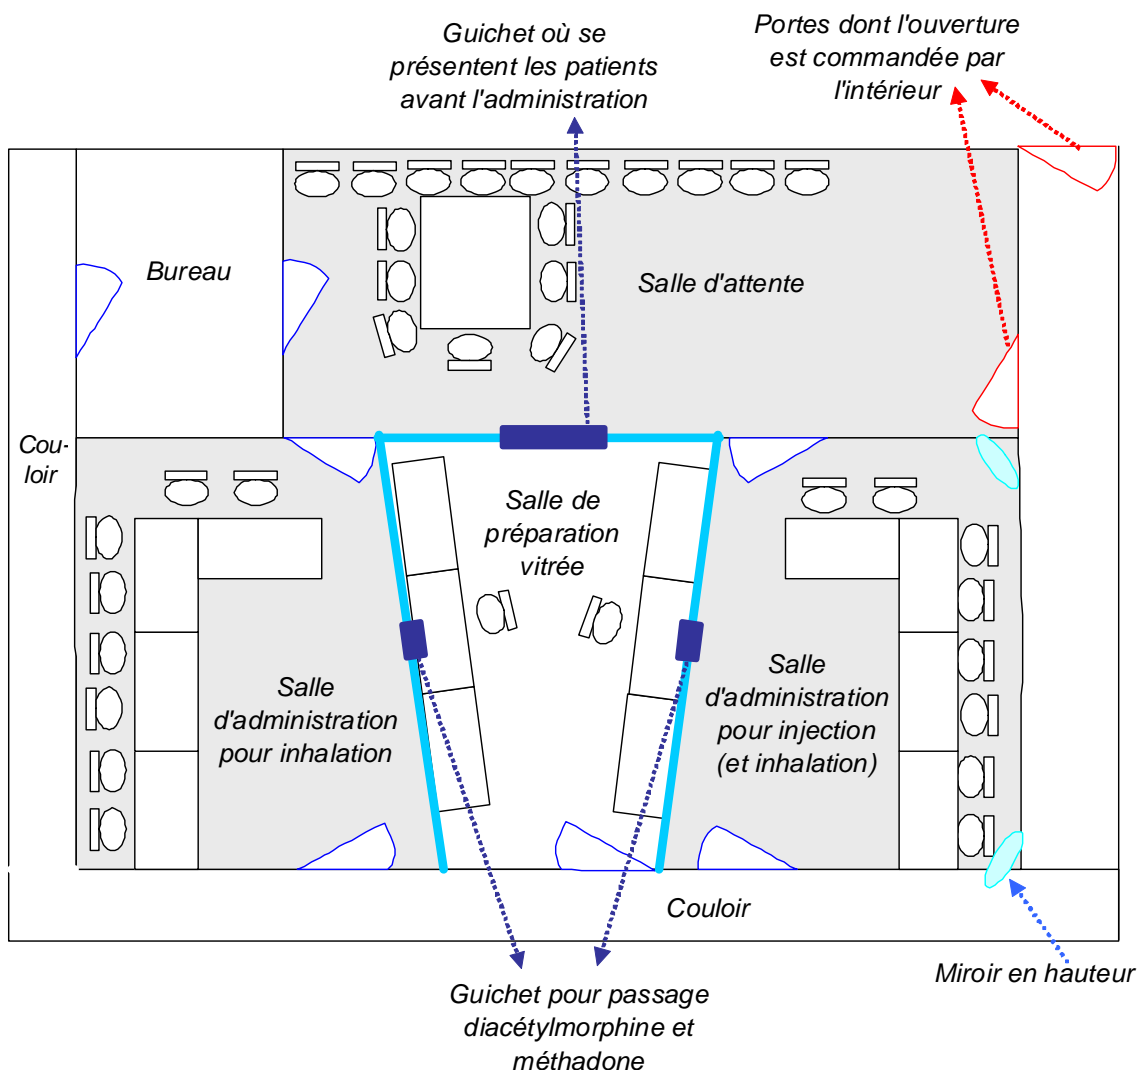 Guichet où se
présentent les patients
avant l'administration
Portes dont l'ouverture
est commandée par
l'intérieur
Bureau
Salle d'attente
Cou-
loir
Salle de
préparation
vitrée
Salle
d'administration
pour inhalation
Salle
d'administration
pour injection
(et inhalation)
Couloir
Miroir en hauteur
Guichet pour passage
diacétylmorphine et
méthadone